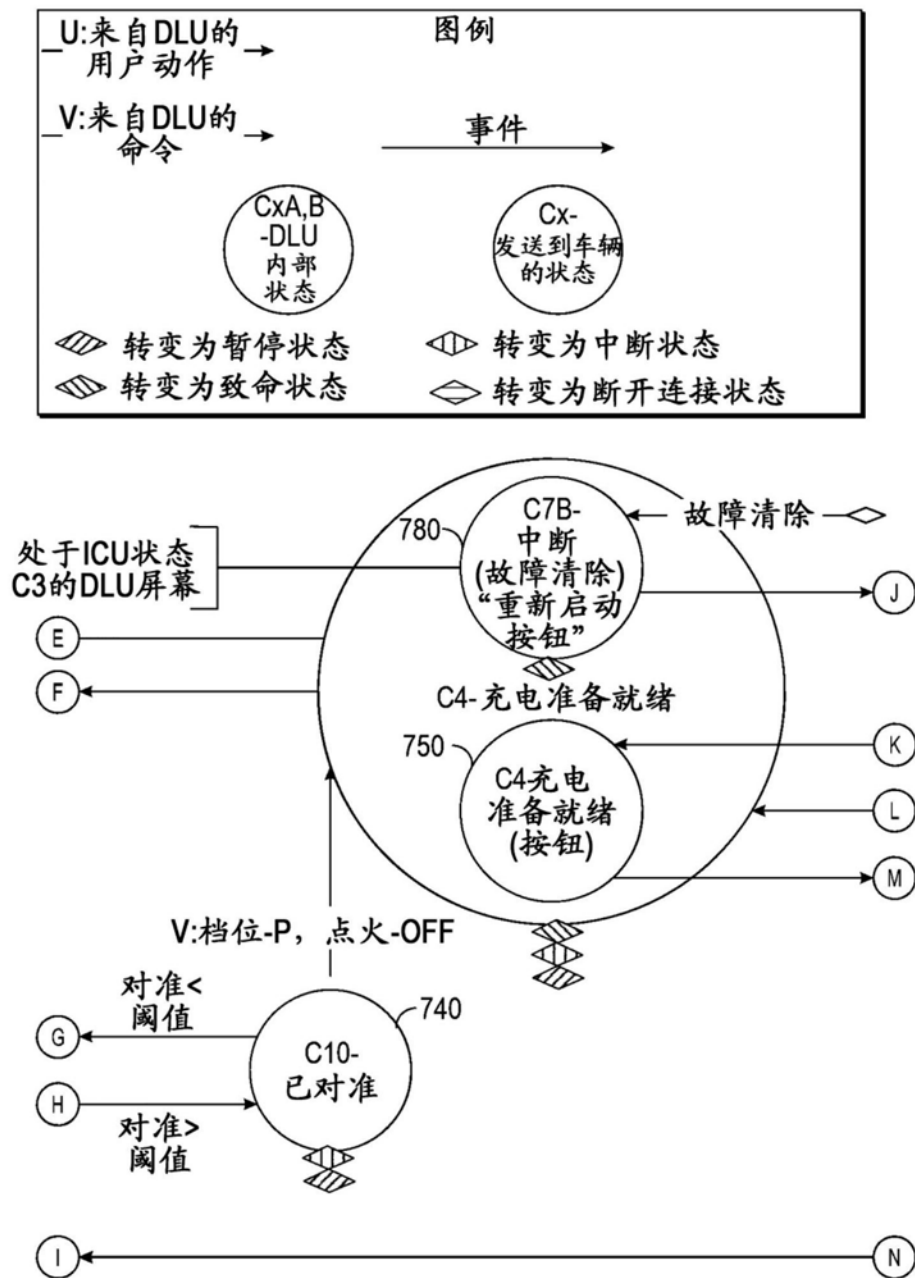 图例
U:来自DLU的
用户动作
V:来自DLU的
命令
事件
CxA,B
-DLU
内部
状态
Cx-
发送到车辆
的状态
转变为暂停状态
转变为中断状态
转变为致命状态
转变为断开连接状态
780
C7B-
中断
(故障清除)
“重新启动
按钮”
故障清除
处于ICU状态
C3的DLU屏幕
J
E
F
C4-充电准备就绪
750
C4-充电
准备就绪
(按钮)
K
L
M
V:档位-P，点火-OFF
对准<
阈值
G
740
C10-
已对准
H
对准>
阈值
I
N